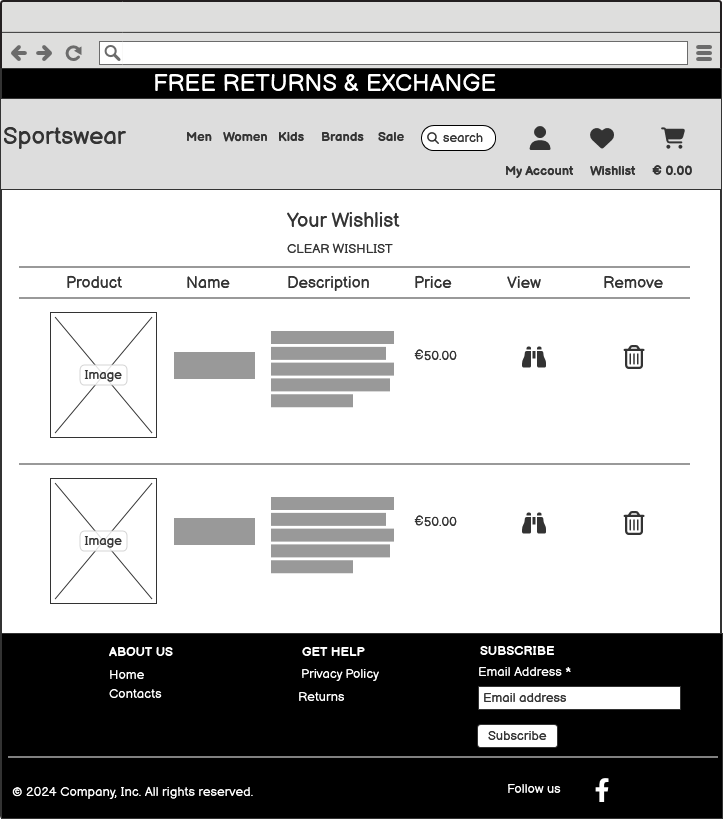 FREE RETURNS & EXCHANGE
Sportswear
Men Women Kids Brands Sale
search
My Account Wishlist € 0.00
Your Wishlist
CLEAR WISHLIST
Product Name Description Price View Remove
Image
€50.00
Image
€50.00
ABOUT US
Home
Contacts
GET HELP
Privacy Policy
Returns
SUBSCRIBE
Email Address *
Email address
Subscribe
© 2024 Company, Inc. All rights reserved.
Follow us